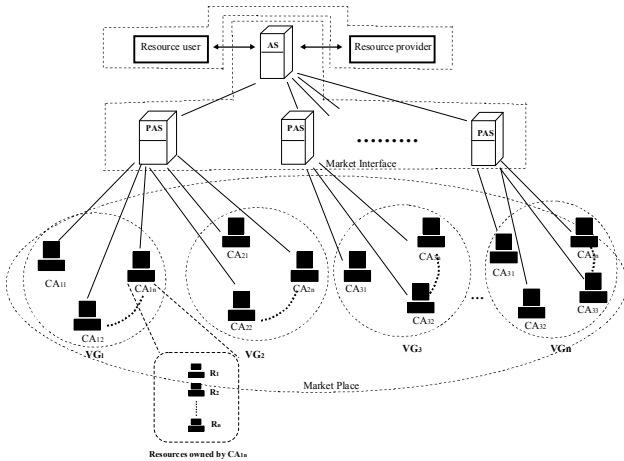 Resource user
AS
Resource provider
PAS
PAS
PAS
Market Interface
CA11
CA12
CA1n
CA21
CA22
CA2n
CA31
CA32
CA3n
CA31
CA32
CA33
VG1
VG2
VG3
...
VGn
Market Place
R1
R2
Rn
Resources owned by CA1n